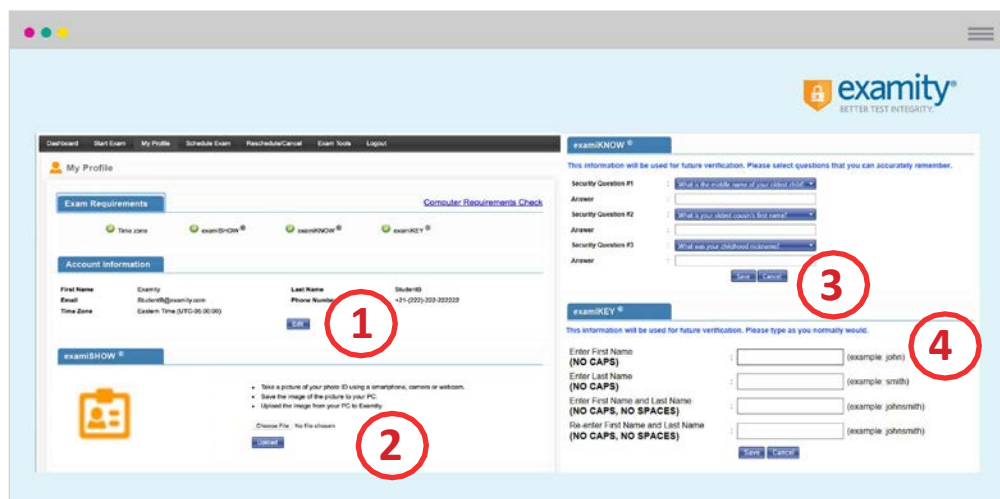 examity®
BETTER TEST INTEGRITY.
Dashboard Start Exam My Profile Schedule Exam Reschedule/Cancel Exam Tools Logout
My Profile
Exam Requirements
Computer Requirements Check
Time zone examiSHOW® examiKNOW® examiKEY®
Account Information
First Name Examity Last Name StudentB
Email StudentB@examity.com Phone Number +21-(222)-222-222222
Time Zone Eastern Time (UTC-05:00:00)
Edit
1
examiSHOW®
Take a picture of your photo ID using a smartphone, camera or webcam.
Save the image of the picture to your PC.
Upload the image from your PC to Examity.
Choose File No file chosen
Upload
2
examiKNOW®
This information will be used for future verification. Please select questions that you can accurately remember.
Security Question #1 : What is the middle name of your oldest child?
Answer :
Security Question #2 : What is your oldest cousin's first name?
Answer :
Security Question #3 : What was your childhood nickname?
Answer :
Save Cancel
3
examiKEY®
This information will be used for future verification. Please type as you normally would.
4
Enter First Name
(NO CAPS) : (example: john)
Enter Last Name
(NO CAPS) : (example: smith)
Enter First Name and Last Name
(NO CAPS, NO SPACES) : (example: johnsmith)
Re-enter First Name and Last Name
(NO CAPS, NO SPACES) : (example: johnsmith)
Save Cancel